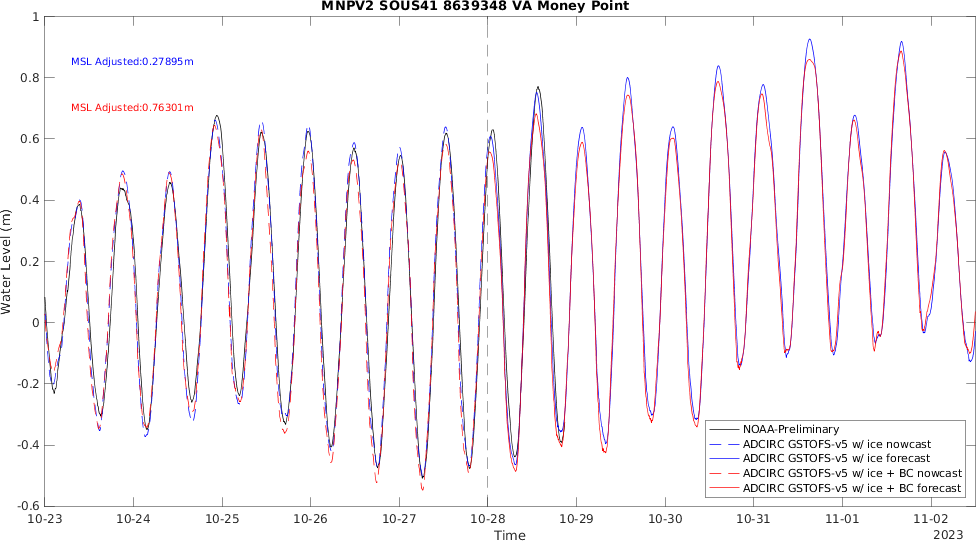 MNPV2 SOUS41 8639348 VA Money Point
1
0.8
0.6
0.4
0.2
0
-0.2
-0.4
-0.6
Water Level (m)
MSL Adjusted:0.27895m
MSL Adjusted:0.76301m
NOAA-Preliminary
ADCIRC GSTOFS-v5 w/ ice nowcast
ADCIRC GSTOFS-v5 w/ ice forecast
ADCIRC GSTOFS-v5 w/ ice + BC nowcast
ADCIRC GSTOFS-v5 w/ ice + BC forecast
10-23 10-24 10-25 10-26 10-27 10-28 10-29 10-30 10-31 11-01 11-02
Time
2023